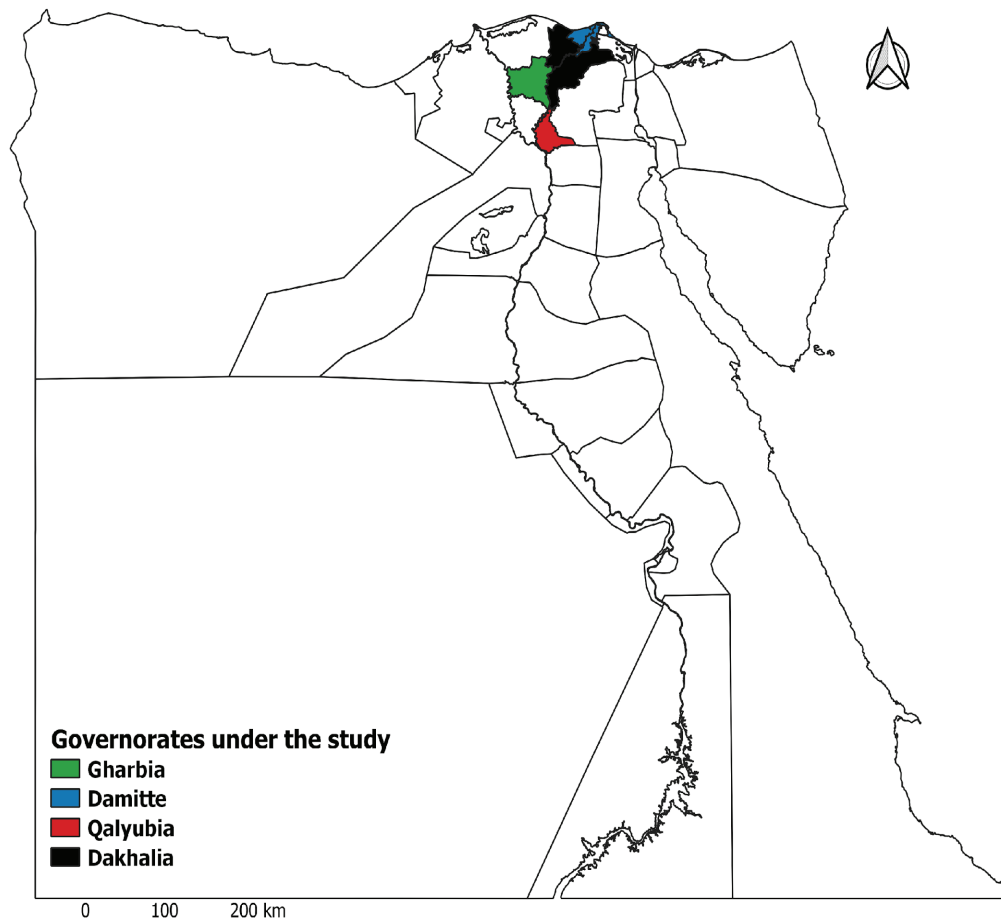 Governorates under the study
Gharbia
Damitte
Qalyubia
Dakhalia
0 100 200 km